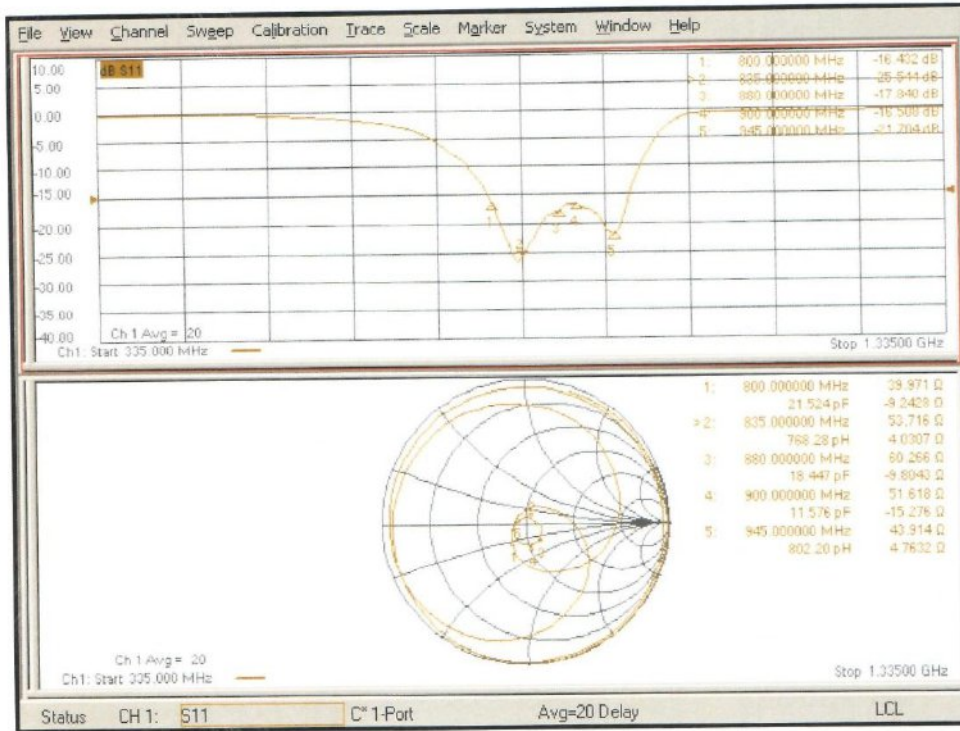 File View Channel Sweep Calibration Trace Scale Marker System Window Help
10.00 dB S11
5.00
0.00
-5.00
-10.00
-15.00
-20.00
-25.00
-30.00
-35.00
-40.00
1: 800.000000 MHz -16.432 dB
>2: 835.000000 MHz -25.544 dB
3: 880.000000 MHz -17.840 dB
4: 900.000000 MHz -16.508 dB
5: 945.000000 MHz -21.704 dB
1
2
3
4
5
Ch 1 Avg = 20
Ch1: Start 335.000 MHz
Stop 1.33500 GHz
1: 800.000000 MHz 39.971 Ω
21.524 pF -9.2428 Ω
>2: 835.000000 MHz 53.716 Ω
768.28 pH 4.0307 Ω
3: 880.000000 MHz 60.266 Ω
18.447 pF -9.8043 Ω
4: 900.000000 MHz 51.618 Ω
11.576 pF -15.276 Ω
5: 945.000000 MHz 43.914 Ω
802.20 pH 4.7632 Ω
Ch 1 Avg = 20
Ch1: Start 335.000 MHz
Stop 1.33500 GHz
Status CH 1: S11 C* 1-Port Avg=20 Delay LCL